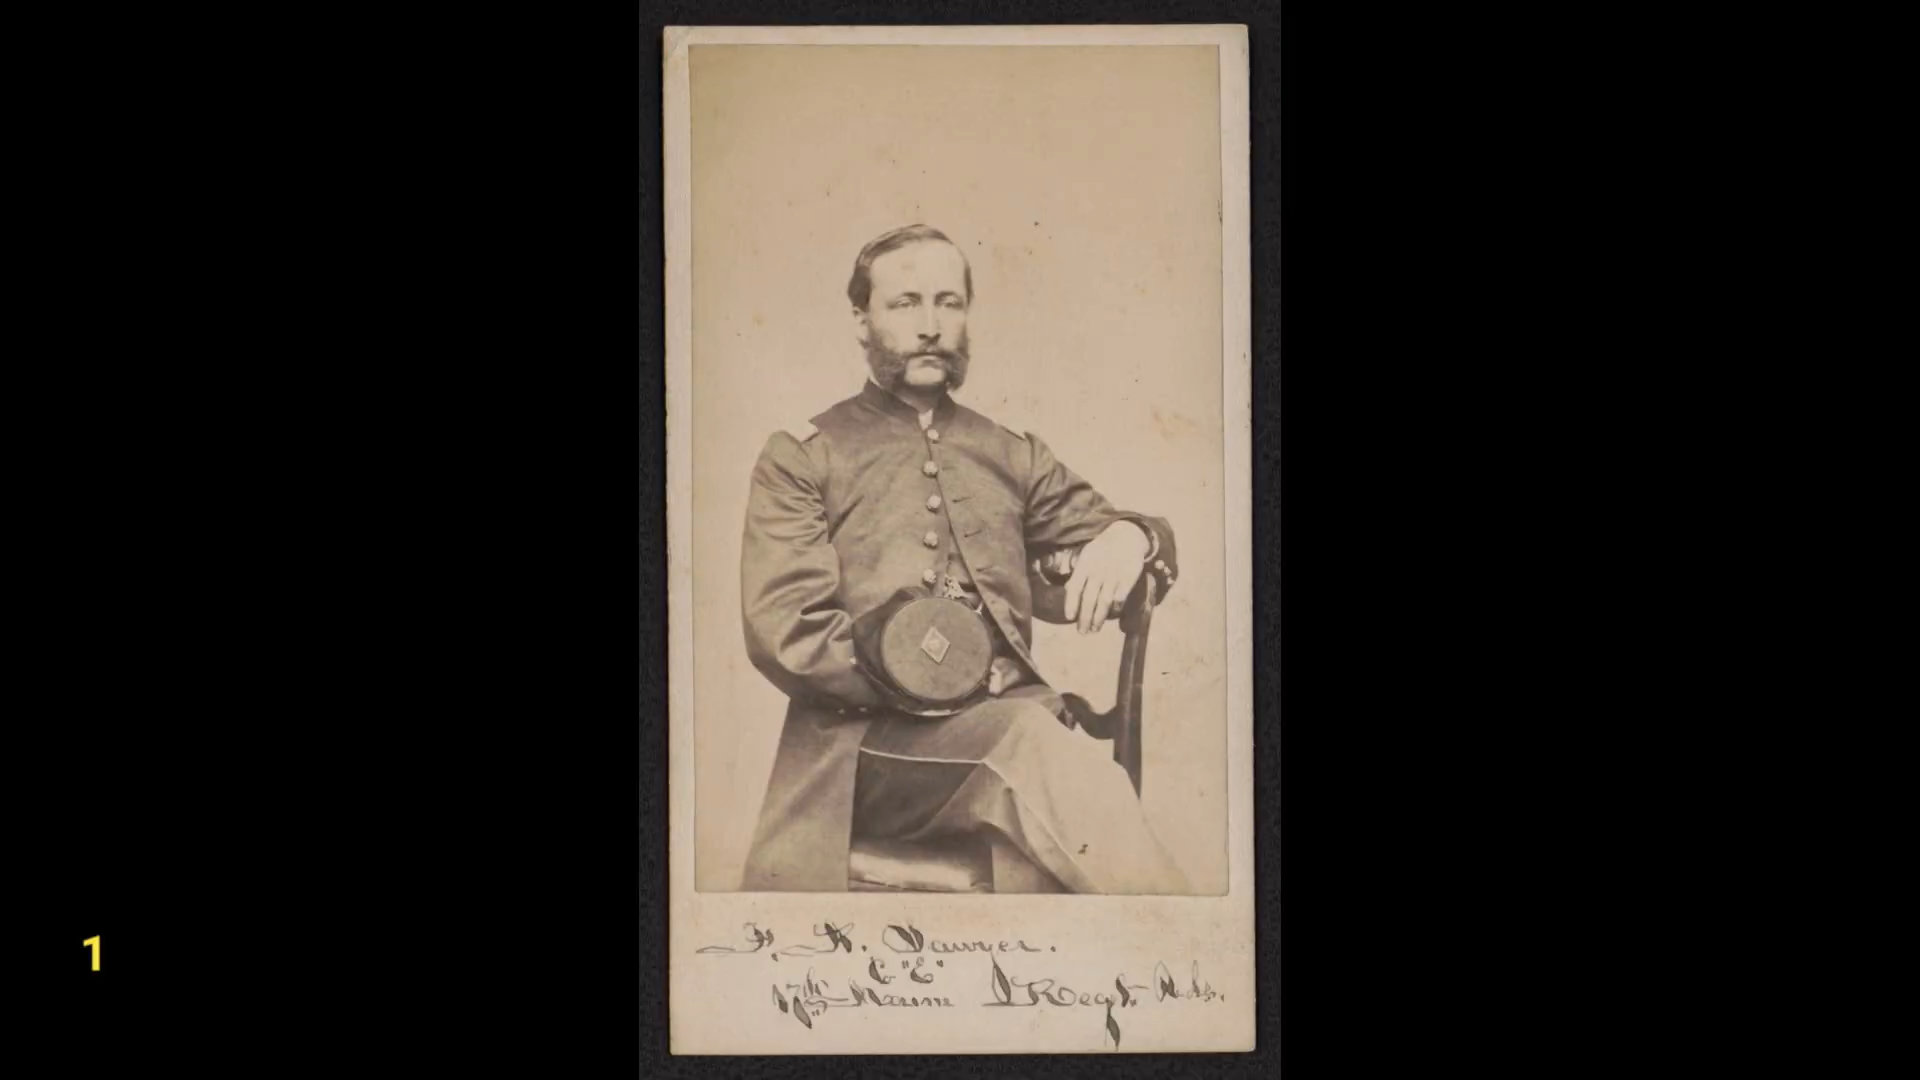 F. A. Sawyer.
Co "E"
17th Maine Regt. Vols.
1